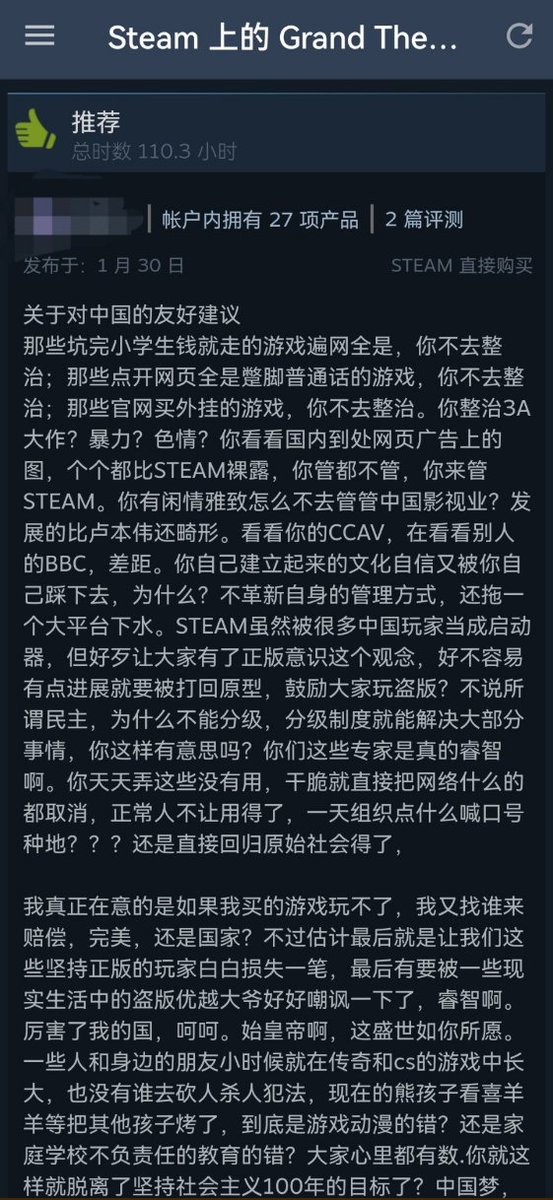 Steam 上的 Grand The...
推荐
总时数 110.3 小时
帐户内拥有 27 项产品
2 篇评测
发布于：1 月 30 日
STEAM 直接购买
关于对中国的友好建议
那些坑完小学生钱就走的游戏遍网全是，你不去整
治；那些点开网页全是蹩脚普通话的游戏，你不去整
治；那些官网买外挂的游戏，你不去整治。你整治3A
大作？暴力？色情？你看看国内到处网页广告上的
图，个个都比STEAM裸露，你管都不管，你来管
STEAM。你有闲情雅致怎么不去管管中国影视业？发
展的比卢本伟还畸形。看看你的CCAV，在看看别人
的BBC，差距。你自己建立起来的文化自信又被你自
己踩下去，为什么？不革新自身的管理方式，还拖一
个大平台下水。STEAM虽然被很多中国玩家当成启动
器，但好歹让大家有了正版意识这个观念，好不容易
有点进展就要被打回原型，鼓励大家玩盗版？不说所
谓民主，为什么不能分级，分级制度就能解决大部分
事情，你这样有意思吗？你们这些专家是真的睿智
啊。你天天弄这些没有用，干脆就直接把网络什么的
都取消，正常人不让用得了，一天组织点什么喊口号
种地？？？还是直接回归原始社会得了，
我真正在意的是如果我买的游戏玩不了，我又找谁来
赔偿，完美，还是国家？不过估计最后就是让我们这
些坚持正版的玩家白白损失一笔，最后有要被一些现
实生活中的盗版优越大爷好好嘲讽一下了，睿智啊。
厉害了我的国，呵呵。始皇帝啊，这盛世如你所愿。
一些人和身边的朋友小时候就在传奇和cs的游戏中长
大，也没有谁去砍人杀人犯法，现在的熊孩子看喜羊
羊等把其他孩子烤了，到底是游戏动漫的错？还是家
庭学校不负责任的教育的错？大家心里都有数.你就这
样就脱离了坚持社会主义100年的目标了？中国梦，